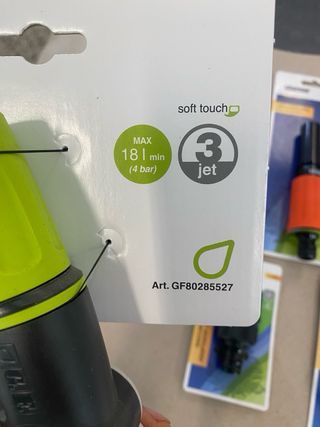 soft touch
MAX
18 l min
(4 bar)
3
jet
Art. GF80285527